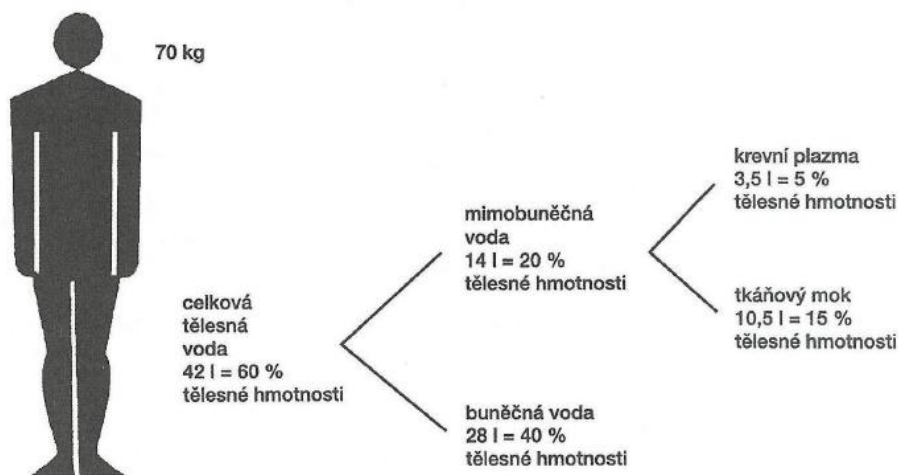 70 kg
celková
tělesná
voda
42 l = 60 %
tělesné hmotnosti
mimobuněčná
voda
14 l = 20 %
tělesné hmotnosti
buněčná voda
28 l = 40 %
tělesné hmotnosti
krevní plazma
3,5 l = 5 %
tělesné hmotnosti
tkáňový mok
10,5 l = 15 %
tělesné hmotnosti